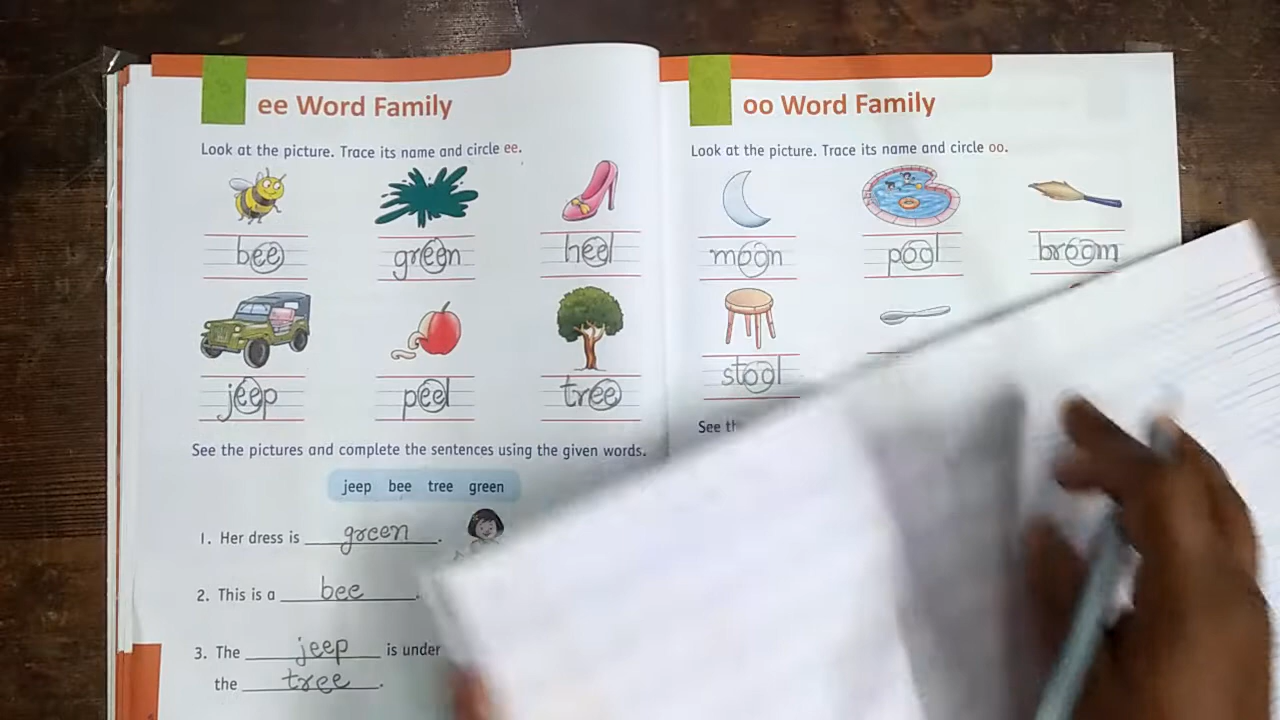 ee Word Family
Look at the picture. Trace its name and circle ee.
bee green heel
jeep peel tree
See the pictures and complete the sentences using the given words.
jeep bee tree green
1. Her dress is green.
2. This is a bee.
3. The jeep is under
the tree.
oo Word Family
Look at the picture. Trace its name and circle oo.
moon pool broom
stool
See